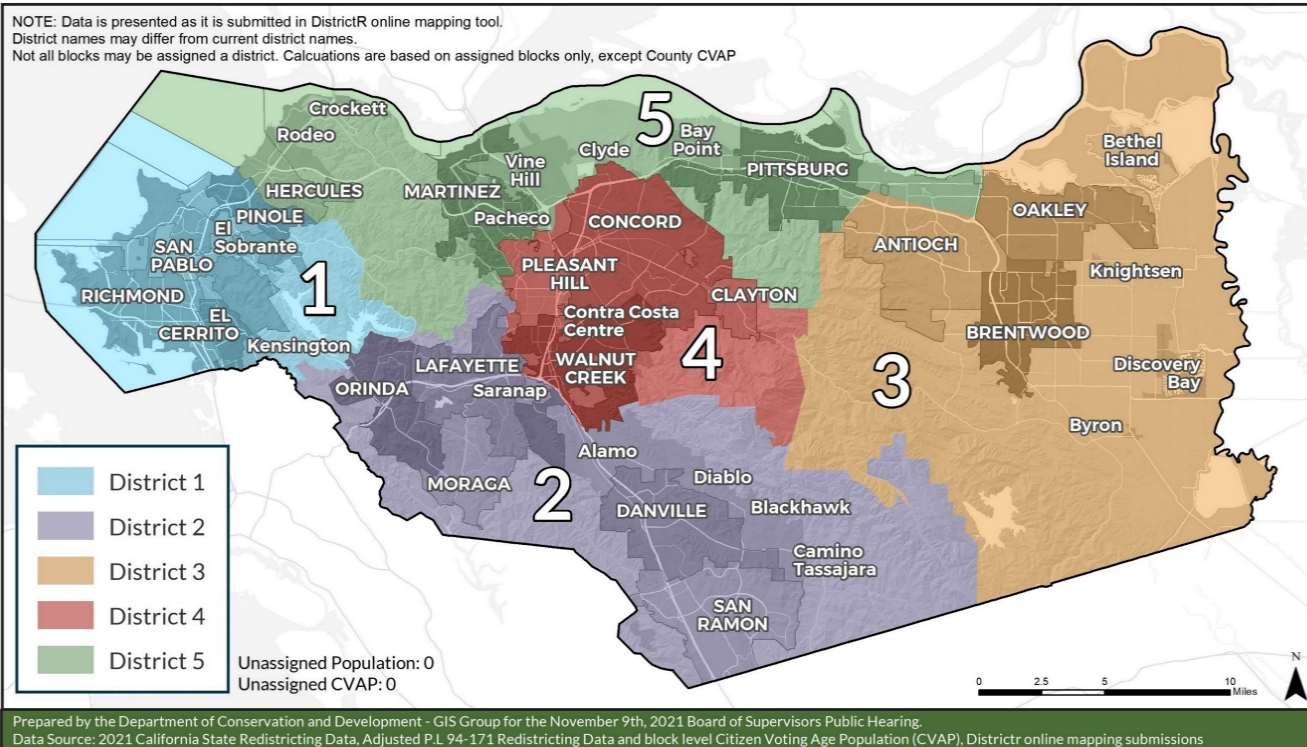 NOTE: Data is presented as it is submitted in DistrictR online mapping tool.
District names may differ from current district names.
Not all blocks may be assigned a district. Calcuations are based on assigned blocks only, except County CVAP
Crockett
Rodeo
HERCULES
MARTINEZ
Vine
Hill
Pacheco
Clyde
5
Bay
Point
PITTSBURG
Bethel
Island
OAKLEY
ANTIOCH
Knightsen
BRENTWOOD
Discovery
Bay
Byron
3
PINOLE
El
Sobrante
SAN
PABLO
RICHMOND
EL
CERRITO
Kensington
1
CONCORD
PLEASANT
HILL
CLAYTON
Contra Costa
Centre
WALNUT
CREEK
4
LAFAYETTE
ORINDA
Saranap
MORAGA
2
Alamo
Diablo
DANVILLE
Blackhawk
Camino
Tassajara
SAN
RAMON
District 1
District 2
District 3
District 4
District 5
Unassigned Population: 0
Unassigned CVAP: 0
0 2.5 5 10
Miles
N
Prepared by the Department of Conservation and Development - GIS Group for the November 9th, 2021 Board of Supervisors Public Hearing.
Data Source: 2021 California State Redistricting Data, Adjusted P.L 94-171 Redistricting Data and block level Citizen Voting Age Population (CVAP), Districtr online mapping submissions